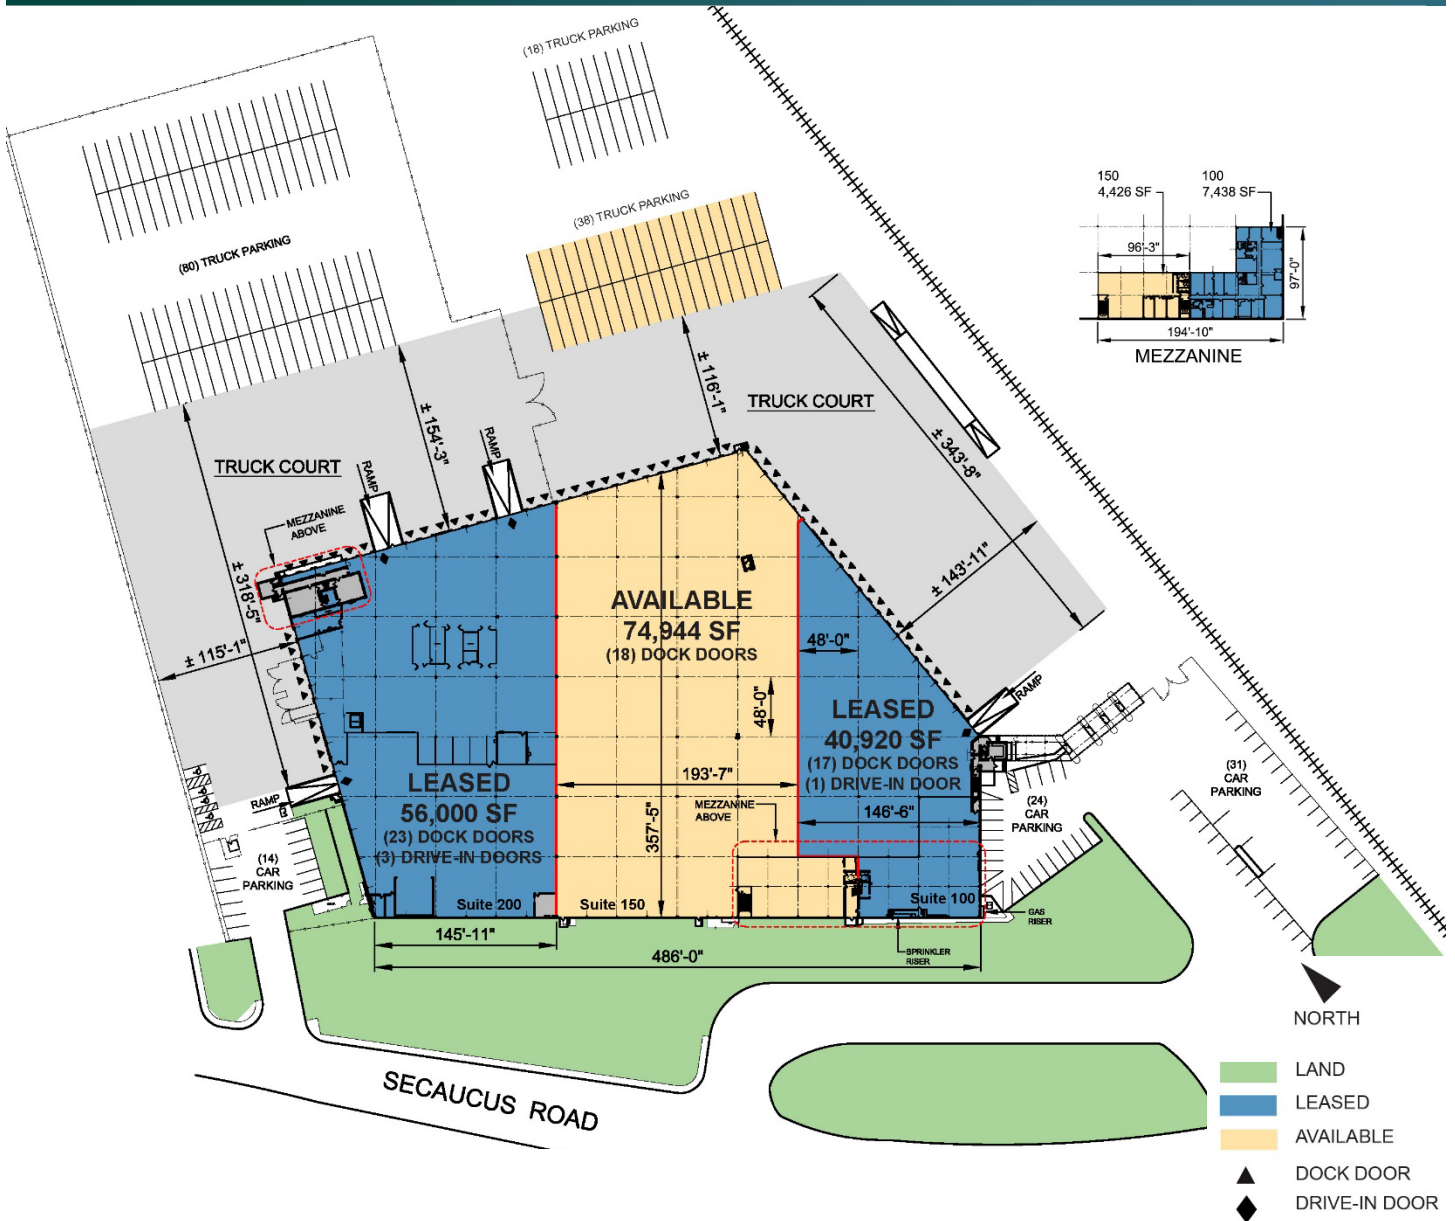 (18) TRUCK PARKING
(38) TRUCK PARKING
(80) TRUCK PARKING
150
4,426 SF
100
7,438 SF
96'-3"
97'-0"
194'-10"
MEZZANINE
± 116'-1"
± 154'-3"
TRUCK COURT
± 343'-8"
± 143'-11"
TRUCK COURT
RAMP
RAMP
MEZZANINE
ABOVE
± 318'-5"
± 115'-1"
AVAILABLE
74,944 SF
(18) DOCK DOORS
48'-0"
48'-0"
RAMP
LEASED
40,920 SF
(17) DOCK DOORS
(1) DRIVE-IN DOOR
193'-7"
146'-6"
MEZZANINE
ABOVE
357'-5"
LEASED
56,000 SF
(23) DOCK DOORS
(3) DRIVE-IN DOORS
RAMP
(14)
CAR
PARKING
(24)
CAR
PARKING
(31)
CAR
PARKING
Suite 200
Suite 150
Suite 100
GAS
RISER
SPRINKLER
RISER
145'-11"
486'-0"
SECAUCUS ROAD
NORTH
LAND
LEASED
AVAILABLE
DOCK DOOR
DRIVE-IN DOOR